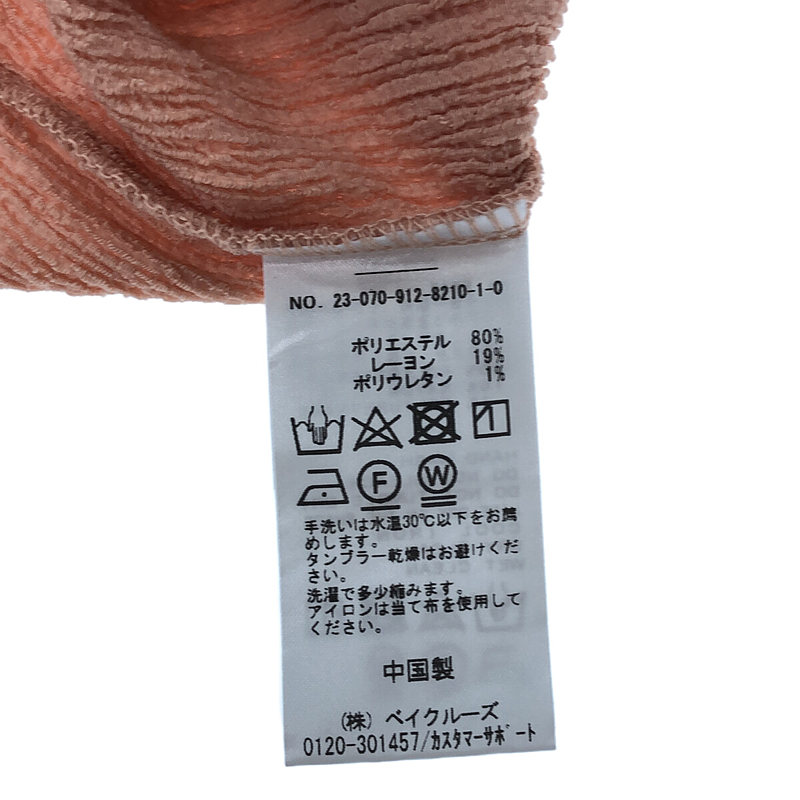 NO. 23-070-912-8210-1-0
ポリエステル 80%
レーヨン 19%
ポリウレタン 1%
F W
手洗いは水温30℃以下をお薦
めします。
タンブラー乾燥はお避けくだ
さい。
洗濯で多少縮みます。
アイロンは当て布を使用して
ください。
中国製
(株) ベイクルーズ
0120-301457/ｶｽﾀﾏｰｻﾎﾟｰﾄ